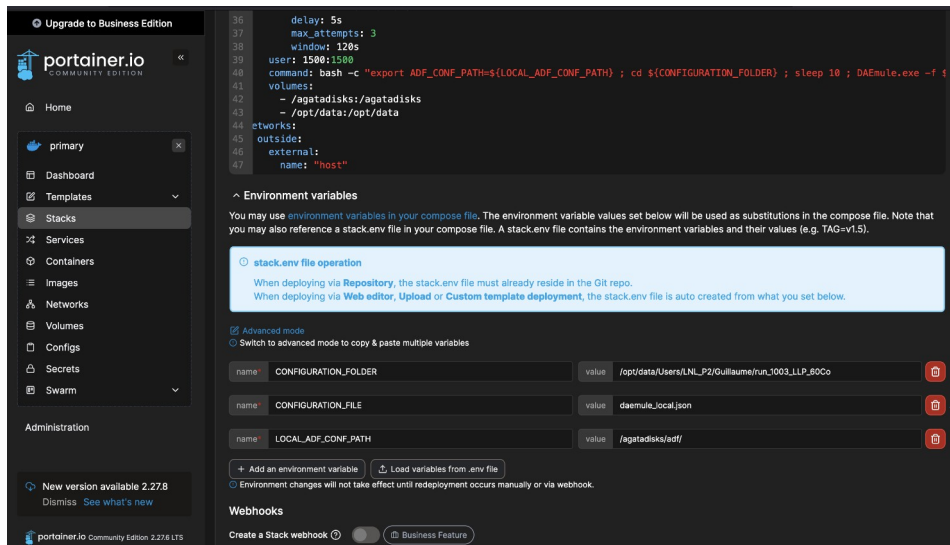 Upgrade to Business Edition
portainer.io
COMMUNITY EDITION
Home
primary
Dashboard
Templates
Stacks
Services
Containers
Images
Networks
Volumes
Configs
Secrets
Swarm
Administration
New version available 2.27.8
Dismiss See what's new
portainer.io Community Edition 2.27.6 LTS
36 delay: 5s
37 max_attempts: 3
38 window: 120s
39 user: 1500:1500
40 command: bash -c "export ADF_CONF_PATH=${LOCAL_ADF_CONF_PATH} ; cd ${CONFIGURATION_FOLDER} ; sleep 10 ; DAEmule.exe -f $
41 volumes:
42 - /agatadisks:/agatadisks
43 - /opt/data:/opt/data
44 etworks:
45 outside:
46 external:
47 name: "host"
Environment variables
You may use environment variables in your compose file. The environment variable values set below will be used as substitutions in the compose file. Note that
you may also reference a stack.env file in your compose file. A stack.env file contains the environment variables and their values (e.g. TAG=v1.5).
stack.env file operation
When deploying via Repository, the stack.env file must already reside in the Git repo.
When deploying via Web editor, Upload or Custom template deployment, the stack.env file is auto created from what you set below.
Advanced mode
Switch to advanced mode to copy & paste multiple variables
name* CONFIGURATION_FOLDER value /opt/data/Users/LNL_P2/Guillaume/run_1003_LLP_60Co
name* CONFIGURATION_FILE value daemule_local.json
name* LOCAL_ADF_CONF_PATH value /agatadisks/adf/
+ Add an environment variable Load variables from .env file
Environment changes will not take effect until redeployment occurs manually or via webhook.
Webhooks
Create a Stack webhook Business Feature